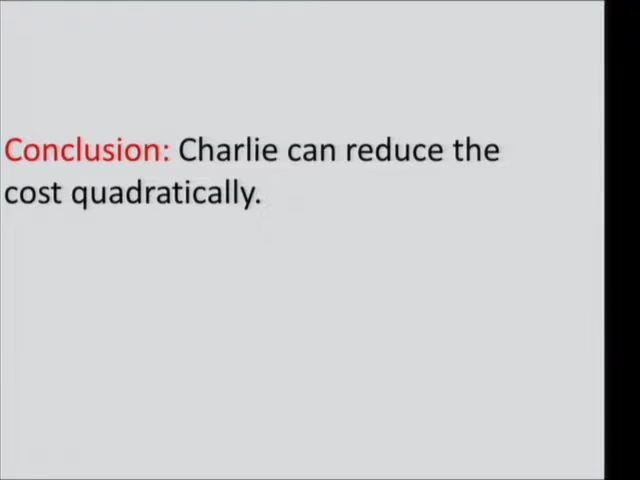 Conclusion: Charlie can reduce the
cost quadratically.